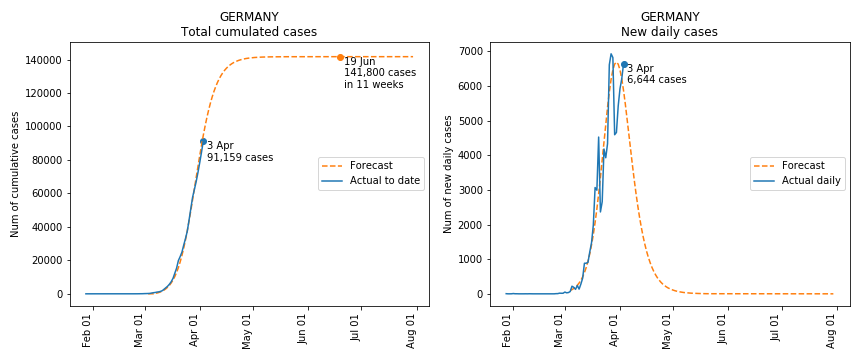 GERMANY
Total cumulated cases
Num of cumulative cases
140000
120000
100000
80000
60000
40000
20000
0
19 Jun
141,800 cases
in 11 weeks
3 Apr
91,159 cases
Forecast
Actual to date
Feb 01
Mar 01
Apr 01
May 01
Jun 01
Jul 01
Aug 01
GERMANY
New daily cases
Num of new daily cases
7000
6000
5000
4000
3000
2000
1000
0
3 Apr
6,644 cases
Forecast
Actual daily
Feb 01
Mar 01
Apr 01
May 01
Jun 01
Jul 01
Aug 01